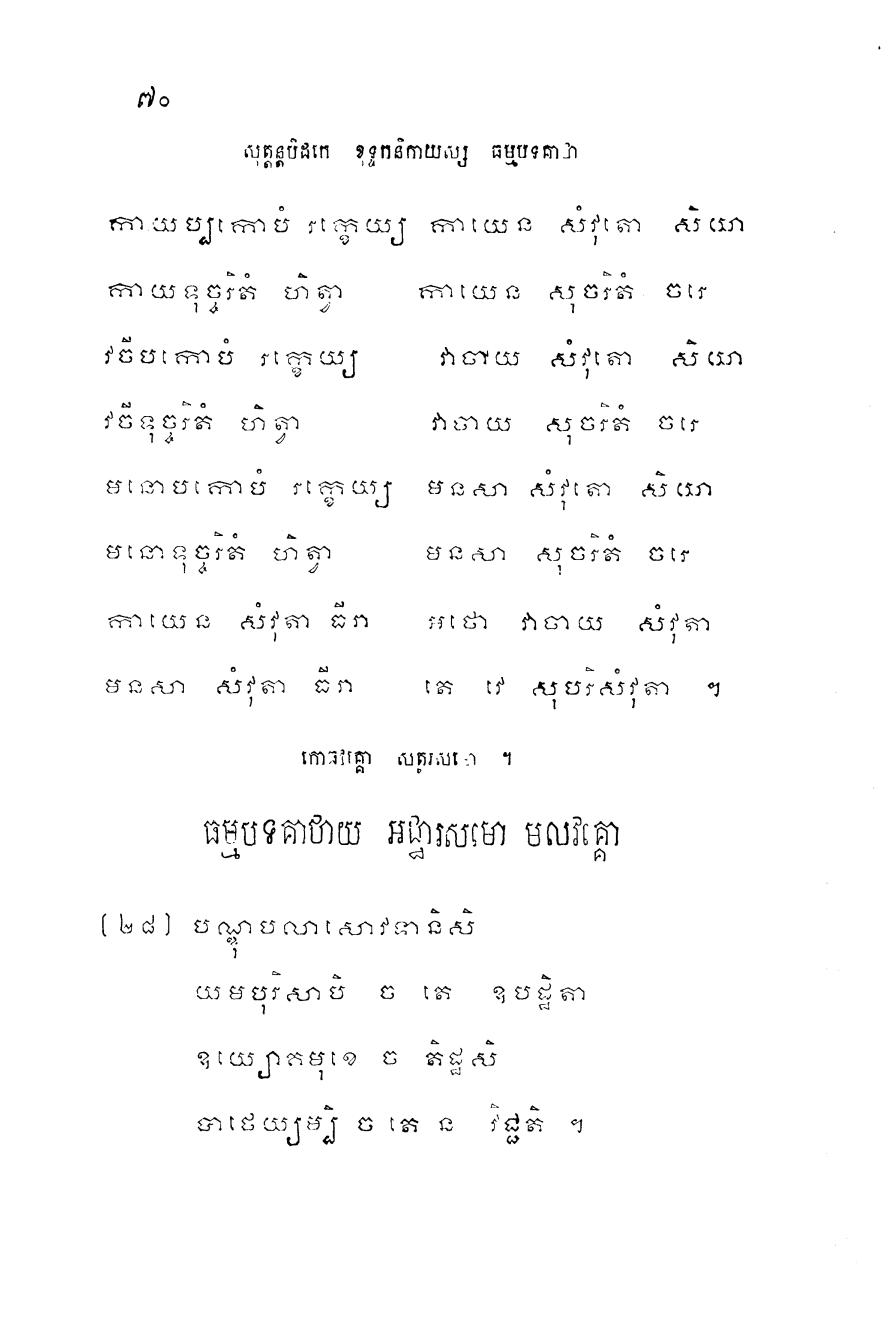 ៧០
សុត្តន្តបិដកេ ខុទ្ទកនិកាយស្ស ធម្មបទគាថា
កាយប្បកោបំ រក្ខេយ្យ កាយេន សំវុតោ សិយា
កាយទុច្ចរិតំ ហិត្វា កាយេន សុចរិតំ ចរេ
វចីបកោបំ រក្ខេយ្យ វាចាយ សំវុតោ សិយា
វចីទុច្ចរិតំ ហិត្វា វាចាយ សុចរិតំ ចរេ
មនោបកោបំ រក្ខេយ្យ មនសា សំវុតោ សិយា
មនោទុច្ចរិតំ ហិត្វា មនសា សុចរិតំ ចរេ
កាយេន សំវុតា ធីរា អថោ វាចាយ សំវុតា
មនសា សំវុតា ធីរា តេ វេ សុបរិសំវុតា ។
កោធវគ្គោ សត្តរសមោ ។
ធម្មបទគាថាយ អដ្ឋារសមោ មលវគ្គោ
(២៨) បណ្ឌុបលាសោវទានិសិ
យមបុរិសាបិ ច តេ ឧបដ្ឋិតា
ឧយ្យោគមុខេ ច តិដ្ឋសិ
បាថេយ្យម្បិ ច តេ ន វិជ្ជតិ ។